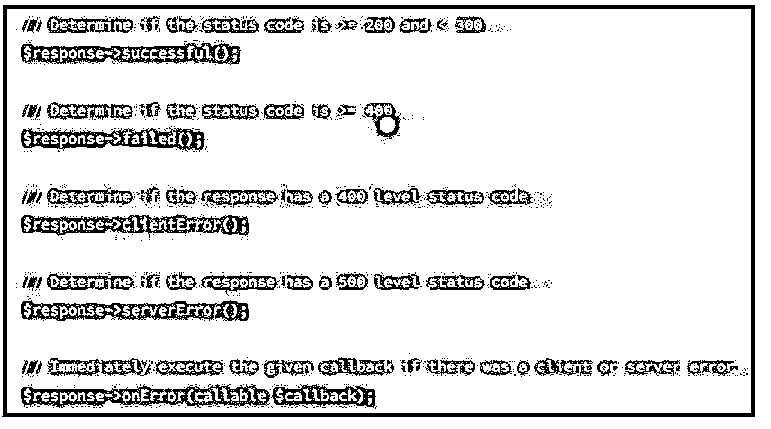 // Determine if the status code is >= 200 and < 300...
$response->successful();
// Determine if the status code is >= 400...
$response->failed();
// Determine if the response has a 400 level status code...
$response->clientError();
// Determine if the response has a 500 level status code...
$response->serverError();
// Immediately execute the given callback if there was a client or server error...
$response->onError(callable $callback);